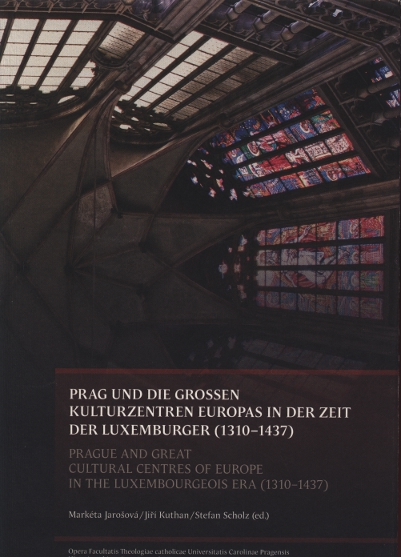 PRAG UND DIE GROSSEN
KULTURZENTREN EUROPAS IN DER ZEIT
DER LUXEMBURGER (1310–1437)
PRAGUE AND GREAT
CULTURAL CENTRES OF EUROPE
IN THE LUXEMBOURGEOIS ERA (1310–1437)
Markéta Jarošová/Jiří Kuthan/Stefan Scholz (ed.)
Opera Facultatis Theologiae catholicae Universitatis Carolinae Pragensis